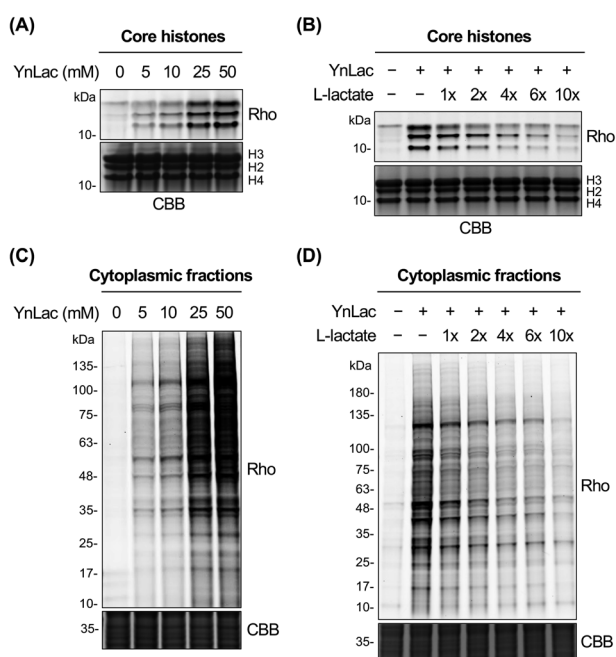 (A)
Core histones
YnLac (mM) 0 5 10 25 50
kDa
10-
Rho
10-
H3
H2
H4
CBB
(B)
Core histones
YnLac – + + + + + +
L-lactate – – 1x 2x 4x 6x 10x
kDa
10-
Rho
10-
H3
H2
H4
CBB
(C)
Cytoplasmic fractions
YnLac (mM) 0 5 10 25 50
kDa
135-
100-
75-
63-
48-
35-
25-
17-
10-
Rho
35-
CBB
(D)
Cytoplasmic fractions
YnLac – + + + + + +
L-lactate – – 1x 2x 4x 6x 10x
kDa
180-
135-
100-
75-
63-
48-
35-
25-
17-
10-
Rho
35-
CBB